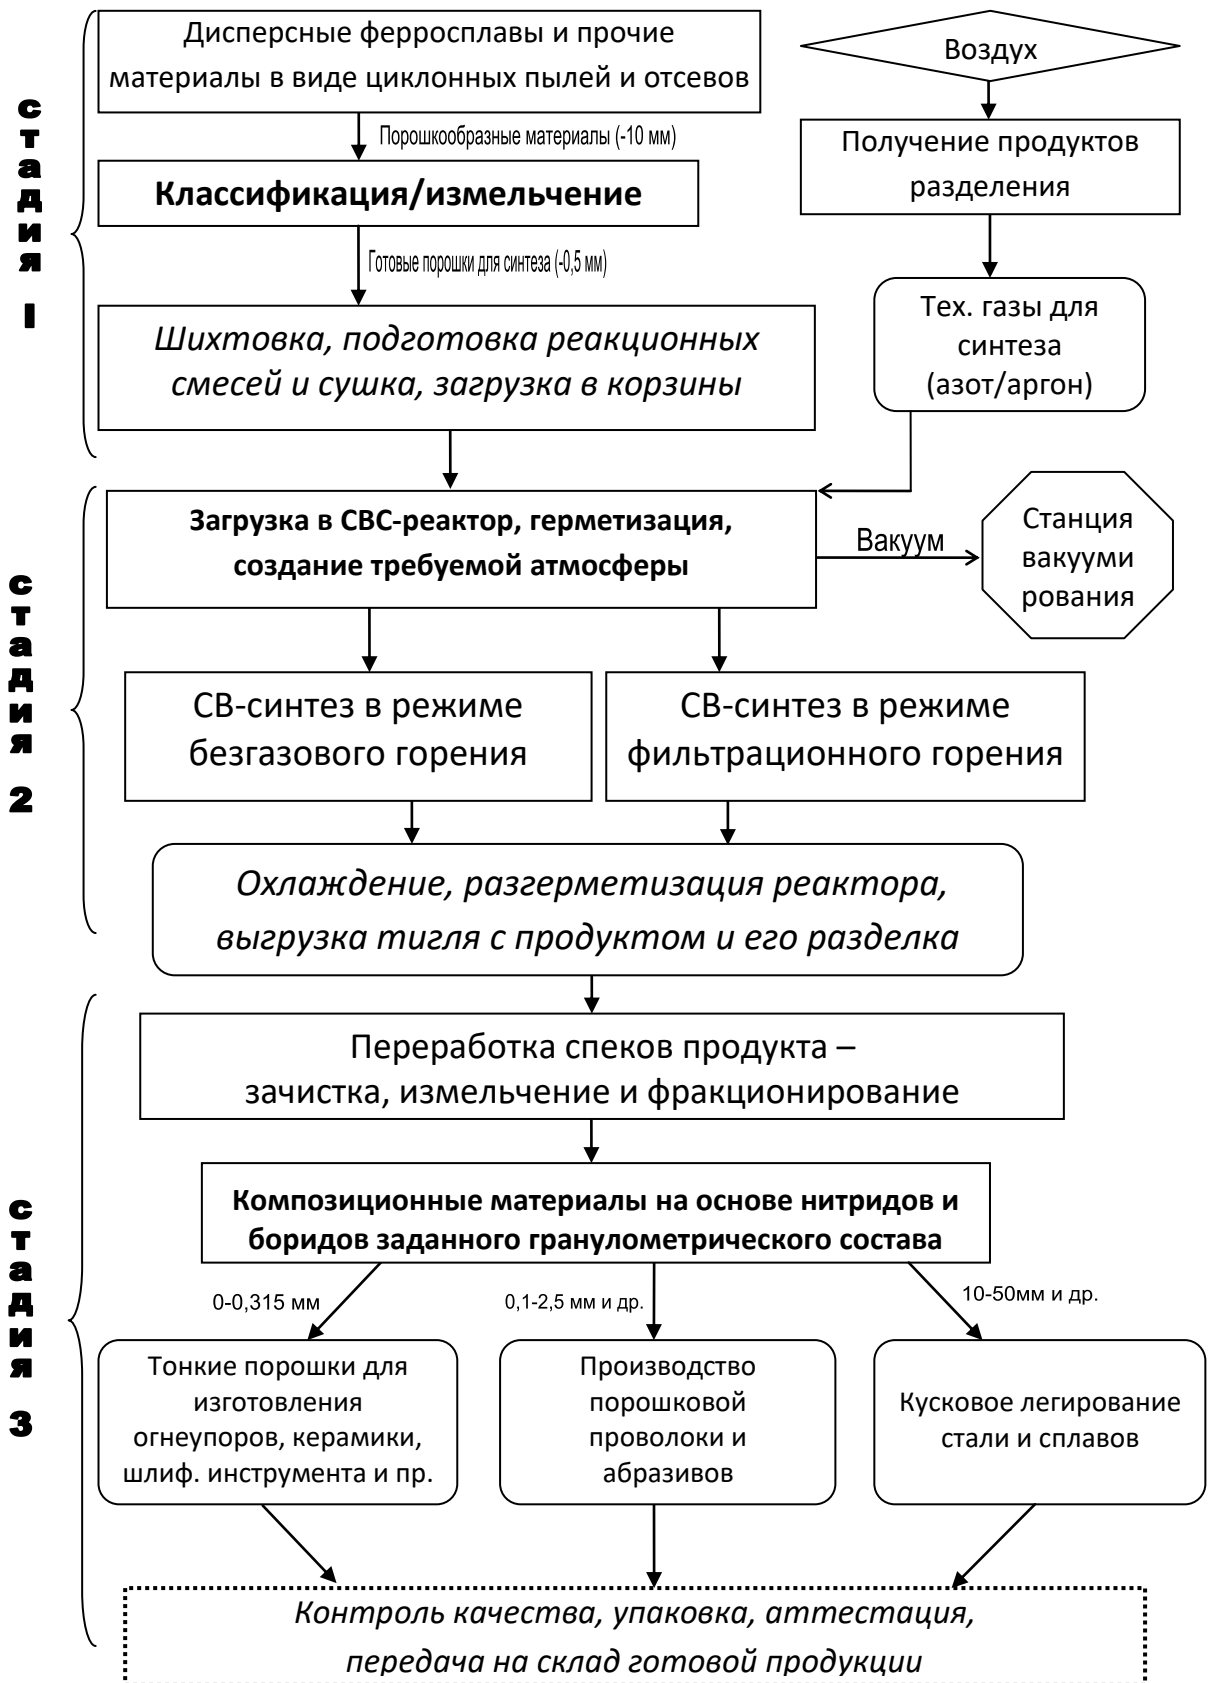 стадия 1
Дисперсные ферросплавы и прочие
материалы в виде циклонных пылей и отсевов
Воздух
Порошкообразные материалы (-10 мм)
Получение продуктов
разделения
Классификация/измельчение
Готовые порошки для синтеза (-0,5 мм)
Тех. газы для
синтеза
(азот/аргон)
Шихтовка, подготовка реакционных
смесей и сушка, загрузка в корзины
стадия 2
Загрузка в СВС-реактор, герметизация,
создание требуемой атмосферы
Вакуум
Станция
вакууми
рования
СВ-синтез в режиме
безгазового горения
СВ-синтез в режиме
фильтрационного горения
Охлаждение, разгерметизация реактора,
выгрузка тигля с продуктом и его разделка
стадия 3
Переработка спеков продукта –
зачистка, измельчение и фракционирование
Композиционные материалы на основе нитридов и
боридов заданного гранулометрического состава
0-0,315 мм
0,1-2,5 мм и др.
10-50мм и др.
Тонкие порошки для
изготовления
огнеупоров, керамики,
шлиф. инструмента и пр.
Производство
порошковой
проволоки и
абразивов
Кусковое легирование
стали и сплавов
Контроль качества, упаковка, аттестация,
передача на склад готовой продукции